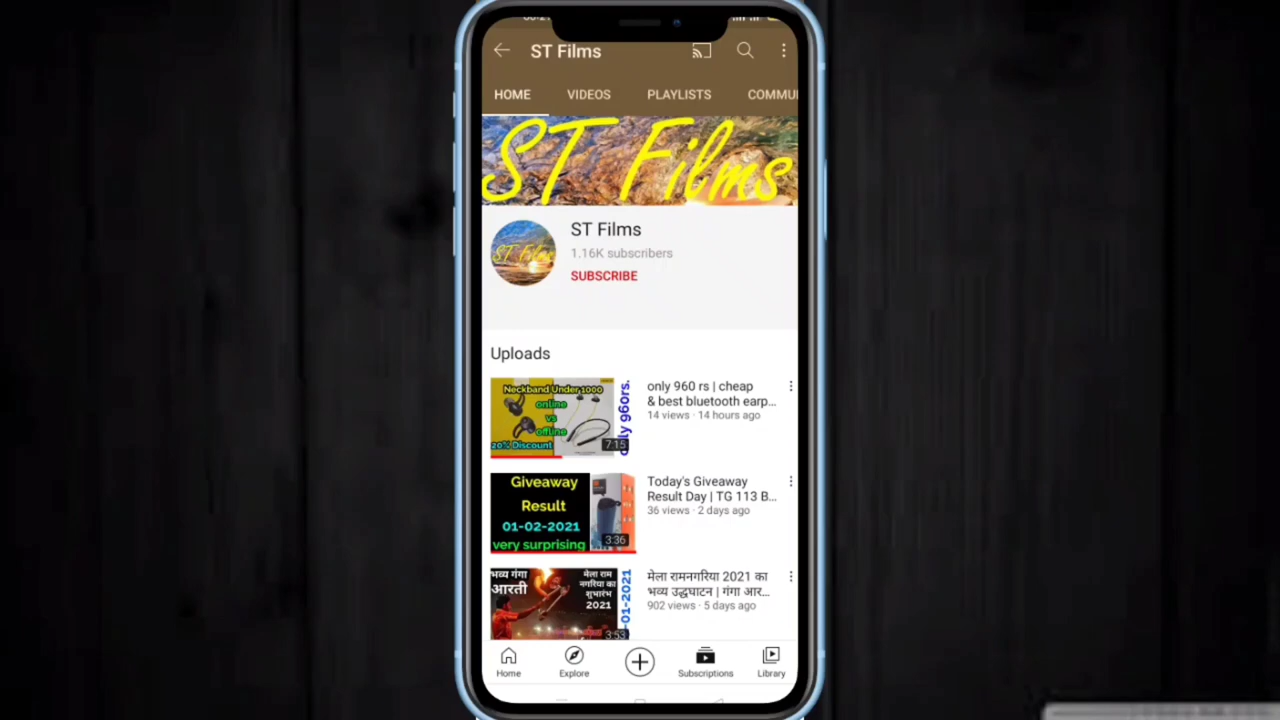 ST Films
HOME VIDEOS PLAYLISTS COMMU
ST Films
ST Films
ST Films
1.16K subscribers
SUBSCRIBE
Uploads
Neckband Under 1000
online
vs
offline
20% Discount
7:15
only 960rs.
only 960 rs | cheap
& best bluetooth earp...
14 views · 14 hours ago
Giveaway
Result
01-02-2021
very surprising
3:36
Today's Giveaway
Result Day | TG 113 B...
36 views · 2 days ago
भव्य गंगा
आरती
मेला राम
नगरिया का
शुभारंभ
2021
-01-2021
3:53
मेला रामनगरिया 2021 का
भव्य उद्धघाटन | गंगा आर...
902 views · 5 days ago
Home Explore Subscriptions Library